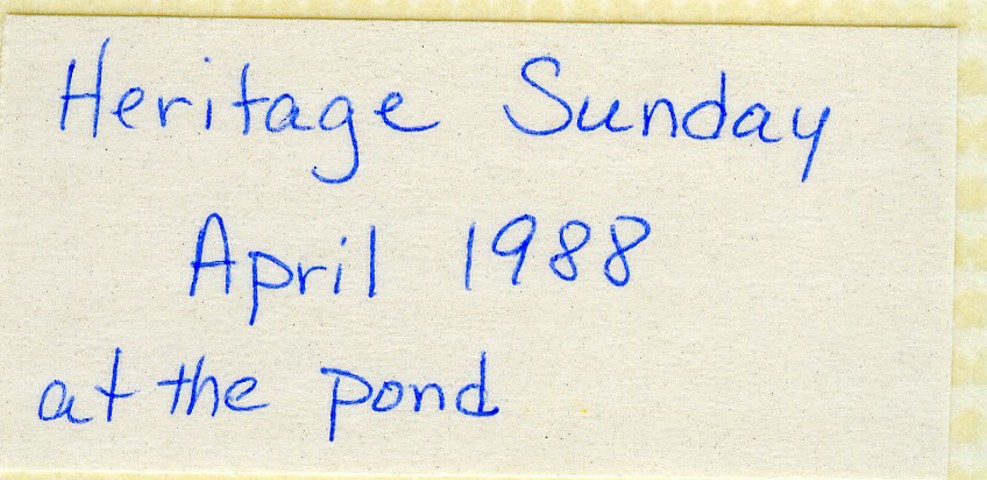 Heritage Sunday
April 1988
at the pond